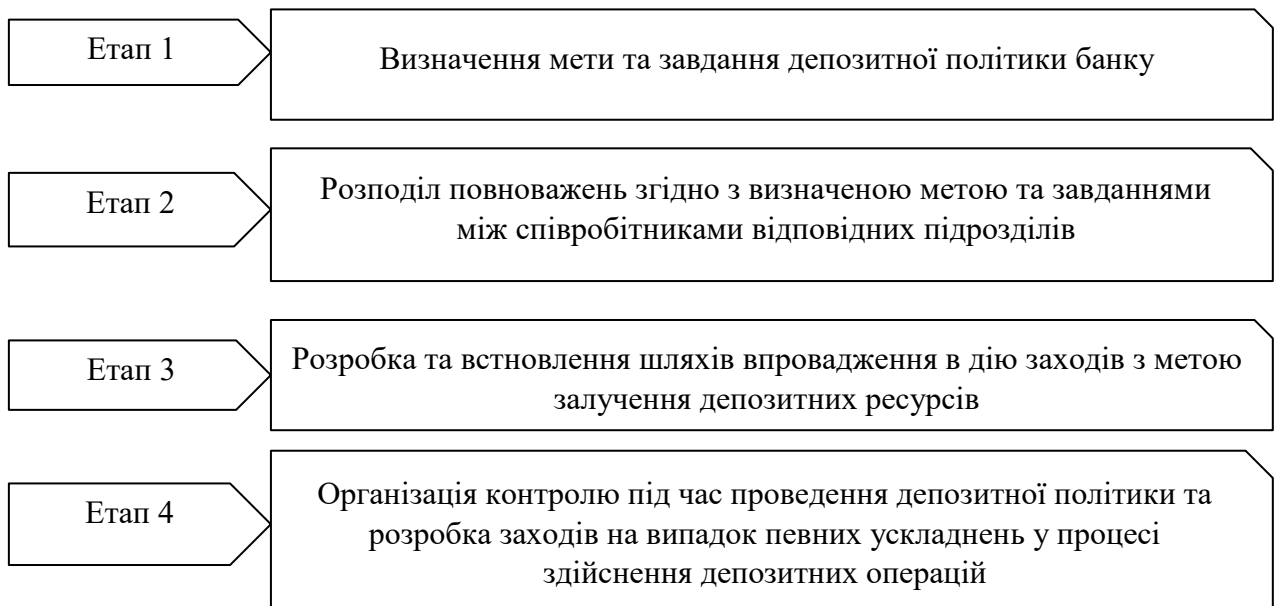 Етап 1
Визначення мети та завдання депозитної політики банку
Етап 2
Розподіл повноважень згідно з визначеною метою та завданнями
між співробітниками відповідних підрозділів
Етап 3
Розробка та встновлення шляхів впровадження в дію заходів з метою
залучення депозитних ресурсів
Етап 4
Організація контролю під час проведення депозитної політики та
розробка заходів на випадок певних ускладнень у процесі
здійснення депозитних операцій